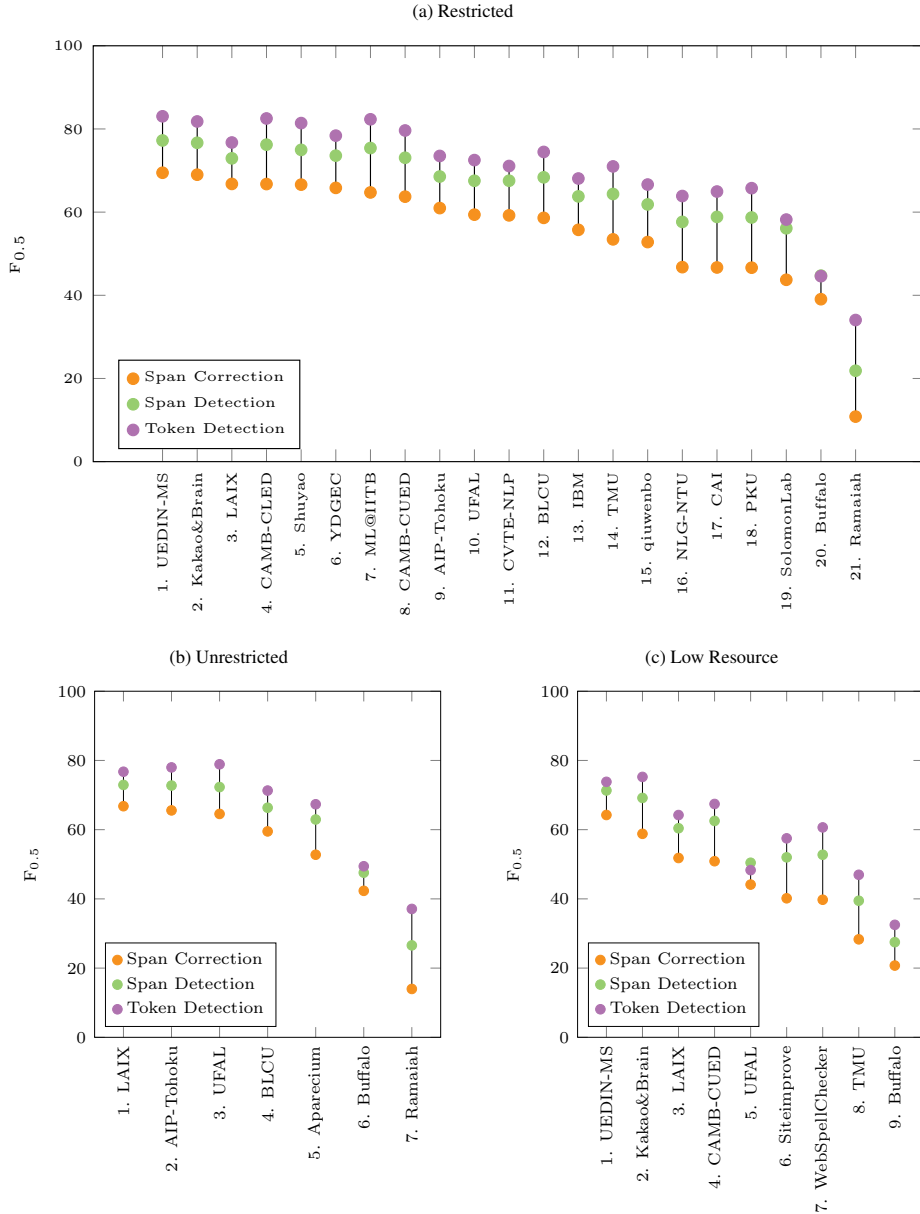 (a) Restricted
100
80
60
40
20
0
F0.5
Span Correction
Span Detection
Token Detection
1. UEDIN-MS
2. Kakao&Brain
3. LAIX
4. CAMB-CLED
5. Shuyao
6. YDGEC
7. ML@IITB
8. CAMB-CUED
9. AIP-Tohoku
10. UFAL
11. CVTE-NLP
12. BLCU
13. IBM
14. TMU
15. qiuwenbo
16. NLG-NTU
17. CAI
18. PKU
19. SolomonLab
20. Buffalo
21. Ramaiah
(b) Unrestricted
100
80
60
40
20
0
F0.5
Span Correction
Span Detection
Token Detection
1. LAIX
2. AIP-Tohoku
3. UFAL
4. BLCU
5. Aparecium
6. Buffalo
7. Ramaiah
(c) Low Resource
100
80
60
40
20
0
F0.5
Span Correction
Span Detection
Token Detection
1. UEDIN-MS
2. Kakao&Brain
3. LAIX
4. CAMB-CUED
5. UFAL
6. Siteimprove
7. WebSpellChecker
8. TMU
9. Buffalo